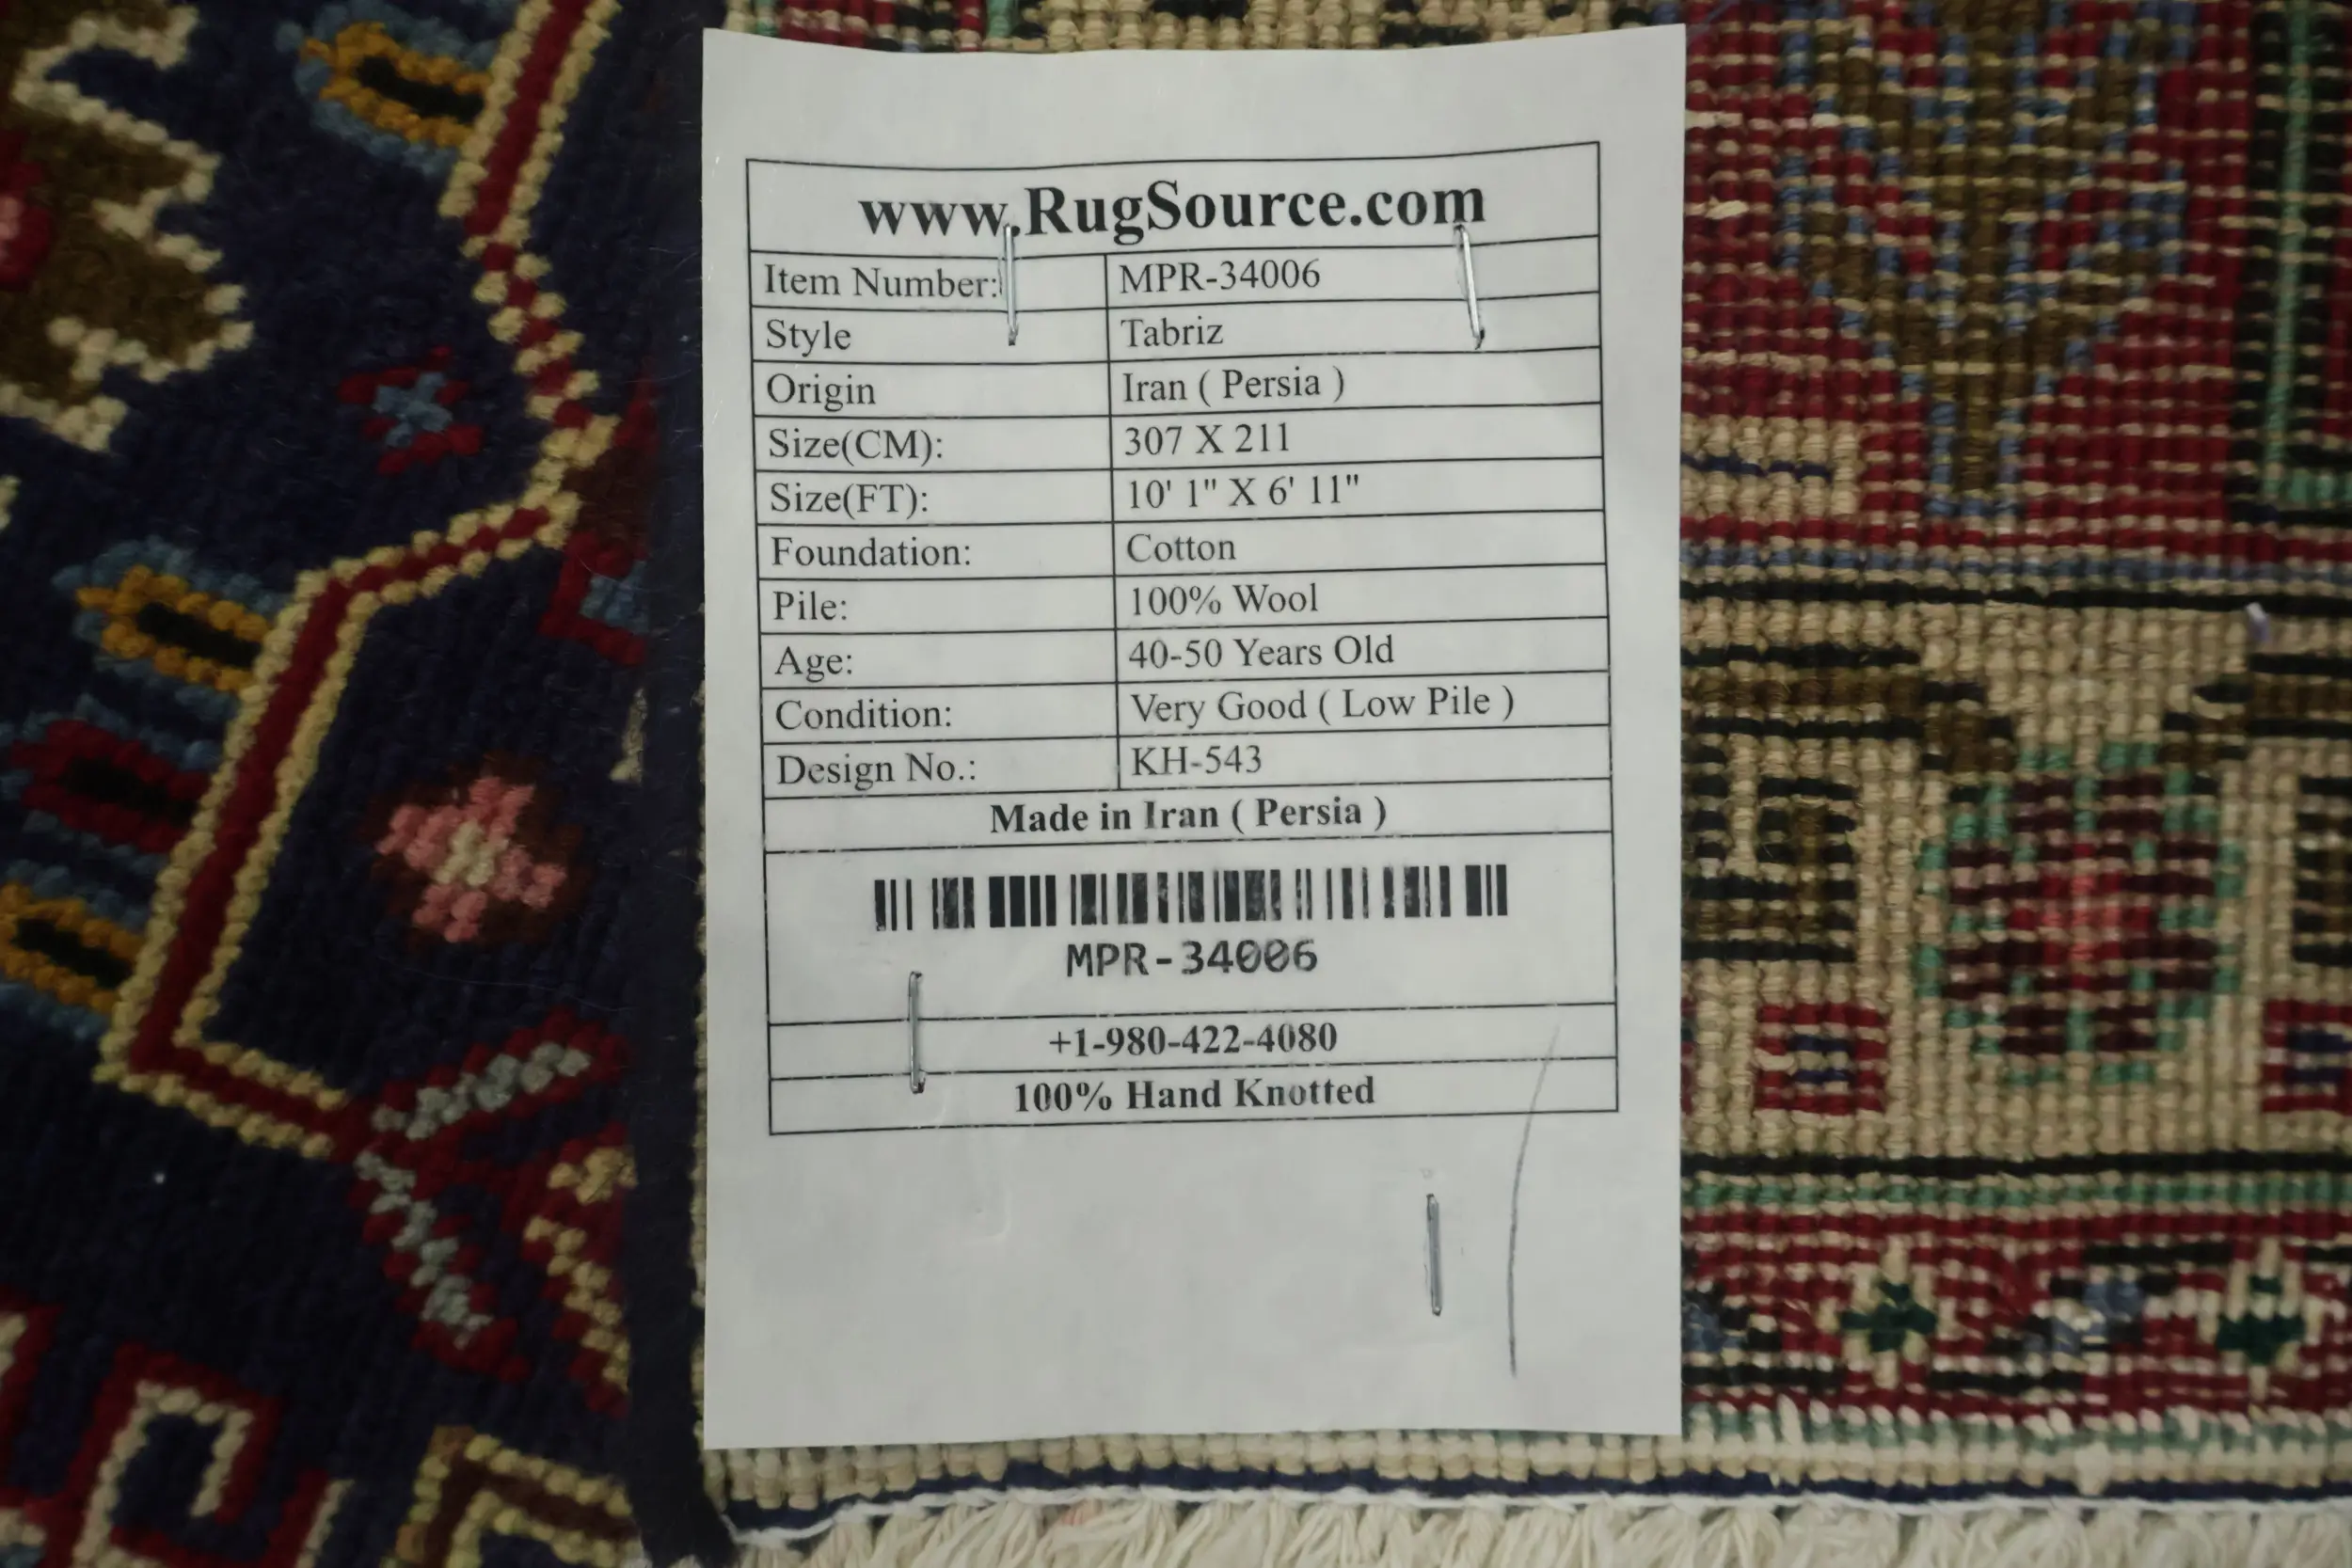 www.RugSource.com
Item Number: MPR-34006
Style Tabriz
Origin Iran ( Persia )
Size(CM): 307 X 211
Size(FT): 10' 1" X 6' 11"
Foundation: Cotton
Pile: 100% Wool
Age: 40-50 Years Old
Condition: Very Good ( Low Pile )
Design No.: KH-543
Made in Iran ( Persia )
MPR-34006
+1-980-422-4080
100% Hand Knotted